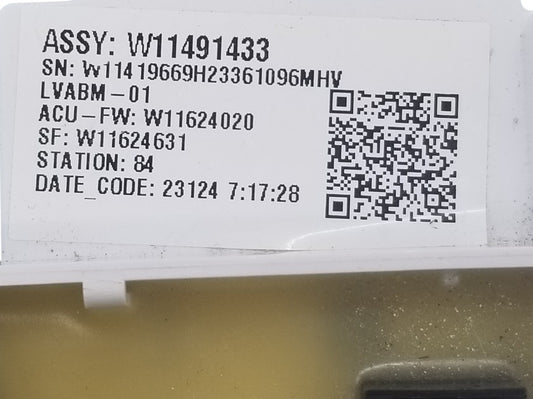 ASSY: W11491433
SN: W11419669H23361096MHV
LVABM-01
ACU-FW: W11624020
SF: W11624631
STATION: 84
DATE_CODE: 23124 7:17:28